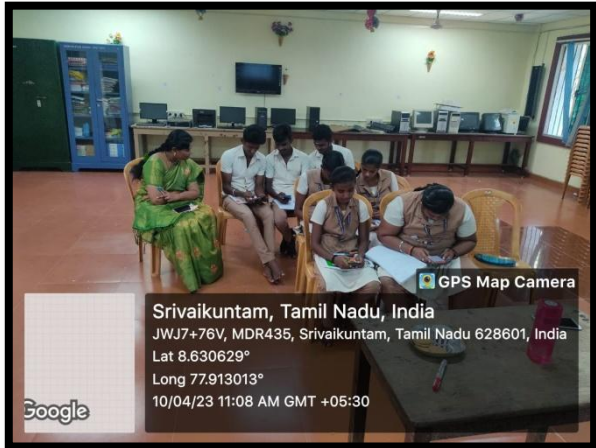 GPS Map Camera
Srivaikuntam, Tamil Nadu, India
JWJ7+76V, MDR435, Srivaikuntam, Tamil Nadu 628601, India
Lat 8.630629°
Long 77.913013°
10/04/23 11:08 AM GMT +05:30
Google